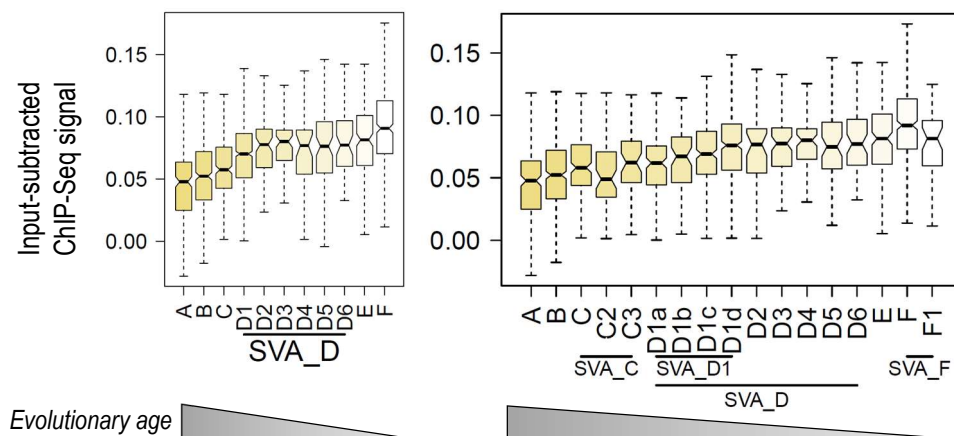 Input-subtracted
ChIP-Seq signal
0.15
0.10
0.05
0.00
A
B
C
D1
D2
D3
D4
D5
D6
E
F
SVA_D
0.15
0.10
0.05
0.00
A
B
C
C2
C3
D1a
D1b
D1c
D1d
D2
D3
D4
D5
D6
E
F
F1
SVA_C
SVA_D1
SVA_F
SVA_D
Evolutionary age